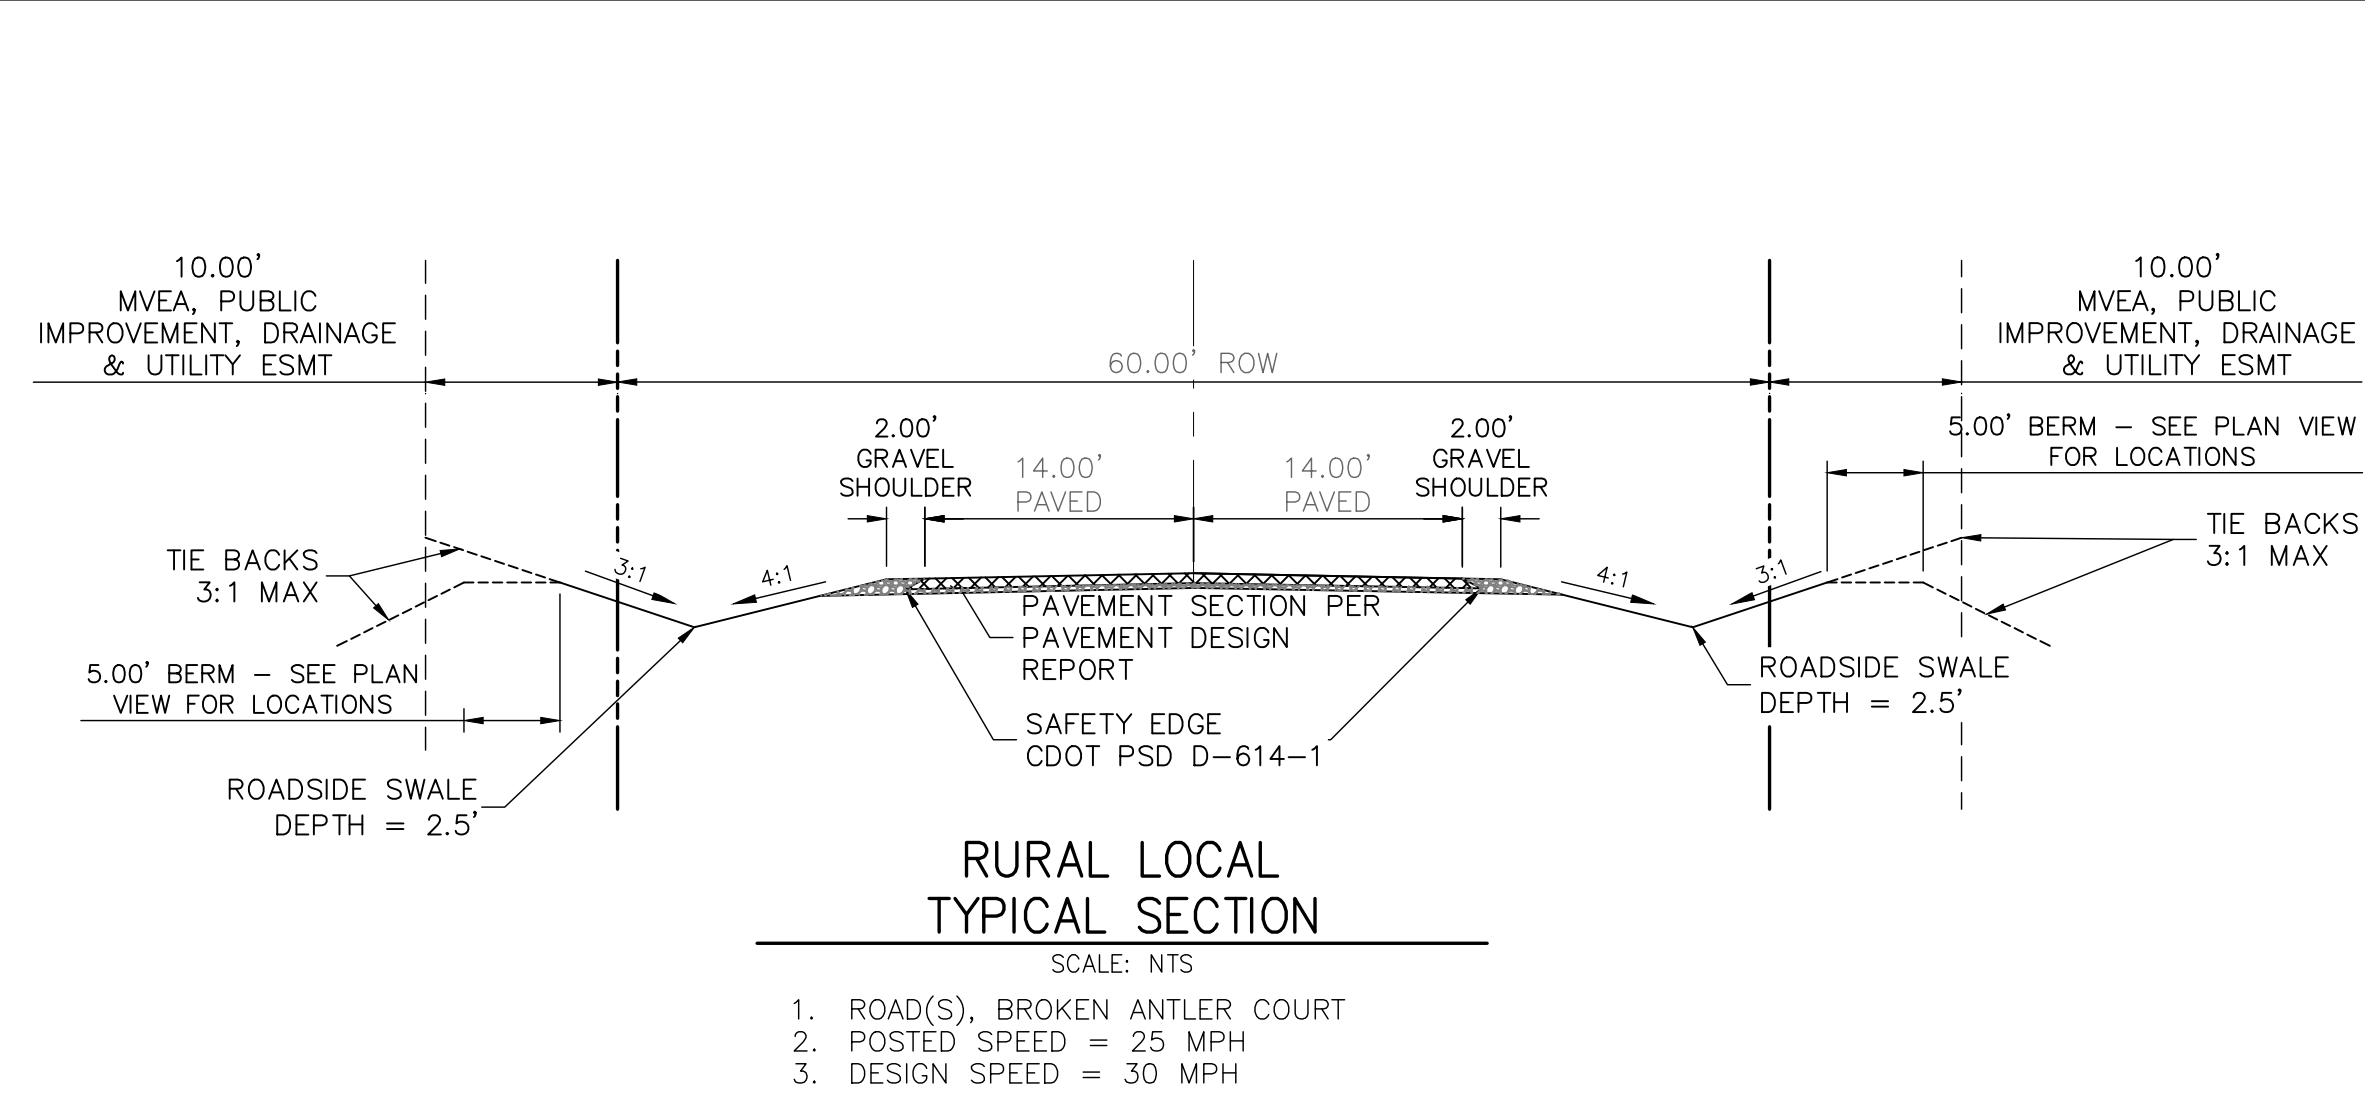 10.00'
MVEA, PUBLIC
IMPROVEMENT, DRAINAGE
& UTILITY ESMT
60.00' ROW
10.00'
MVEA, PUBLIC
IMPROVEMENT, DRAINAGE
& UTILITY ESMT
2.00'
GRAVEL
SHOULDER
14.00'
PAVED
14.00'
PAVED
2.00'
GRAVEL
SHOULDER
5.00' BERM – SEE PLAN VIEW
FOR LOCATIONS
TIE BACKS
3:1 MAX
3:1
4:1
4:1
3:1
TIE BACKS
3:1 MAX
PAVEMENT SECTION PER
PAVEMENT DESIGN
REPORT
5.00' BERM – SEE PLAN
VIEW FOR LOCATIONS
SAFETY EDGE
CDOT PSD D–614–1
ROADSIDE SWALE
DEPTH = 2.5'
ROADSIDE SWALE
DEPTH = 2.5'
RURAL LOCAL
TYPICAL SECTION
SCALE: NTS
1. ROAD(S), BROKEN ANTLER COURT
2. POSTED SPEED = 25 MPH
3. DESIGN SPEED = 30 MPH